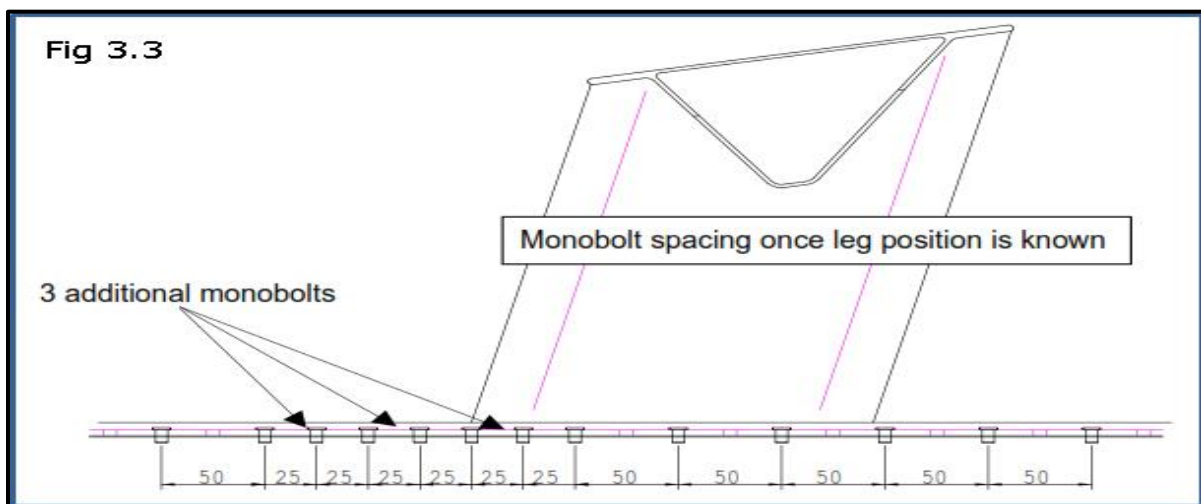 Fig 3.3
Monobolt spacing once leg position is known
3 additional monobolts
50 25 25 25 25 25 25 50 50 50 50 50